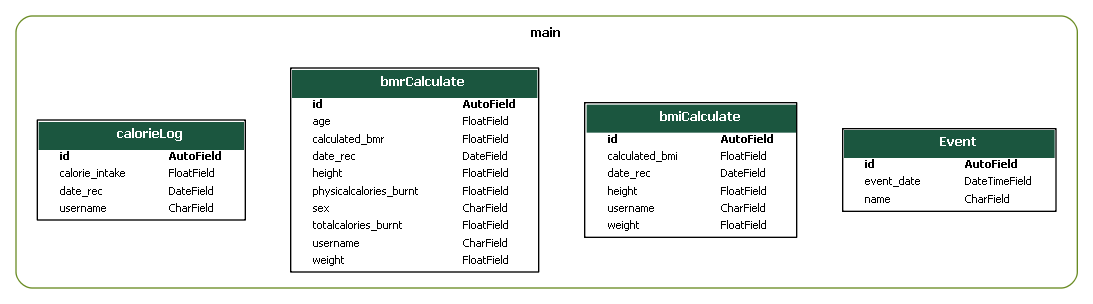 main
calorieLog
id AutoField
calorie_intake FloatField
date_rec DateField
username CharField
bmrCalculate
id AutoField
age FloatField
calculated_bmr FloatField
date_rec DateField
height FloatField
physicalcalories_burnt FloatField
sex CharField
totalcalories_burnt FloatField
username CharField
weight FloatField
bmiCalculate
id AutoField
calculated_bmi FloatField
date_rec DateField
height FloatField
username CharField
weight FloatField
Event
id AutoField
event_date DateTimeField
name CharField